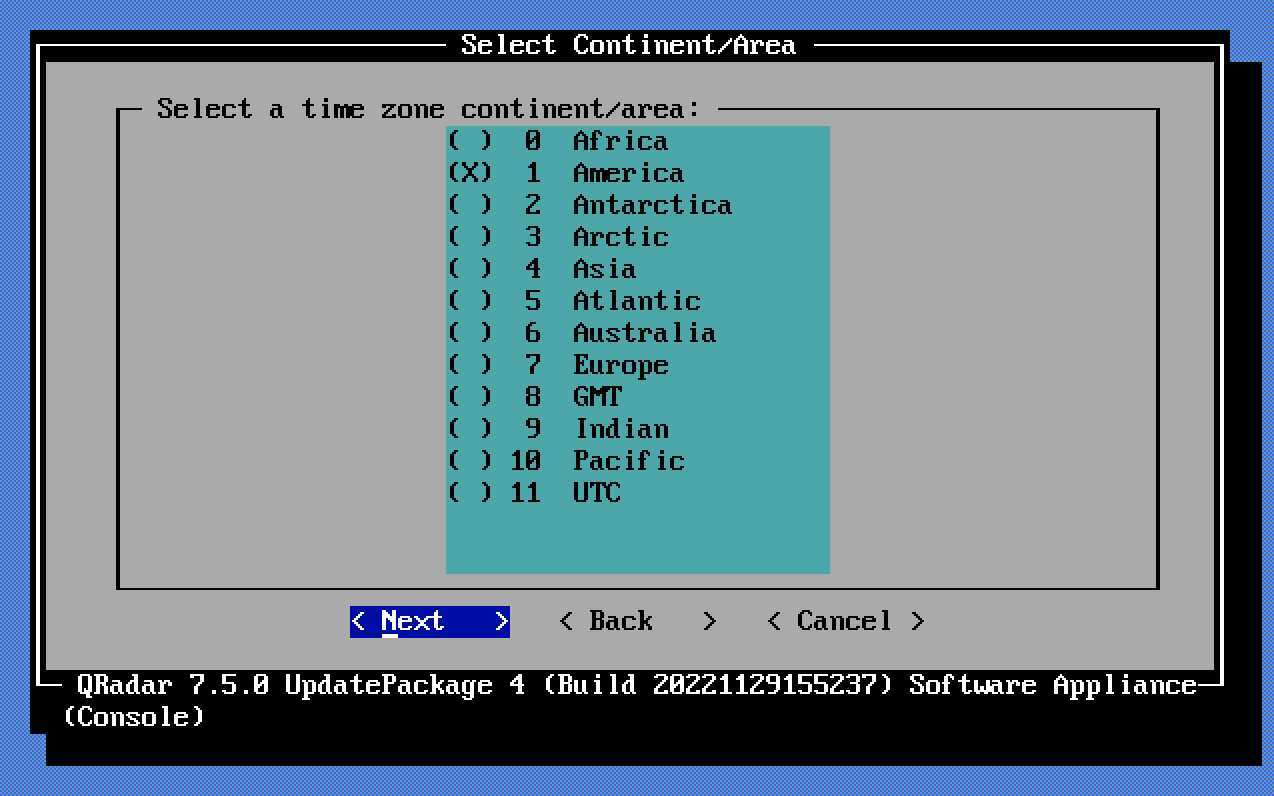 Select Continent/Area
Select a time zone continent/area:
( )  0  Africa
(X)  1  America
( )  2  Antarctica
( )  3  Arctic
( )  4  Asia
( )  5  Atlantic
( )  6  Australia
( )  7  Europe
( )  8  GMT
( )  9  Indian
( ) 10  Pacific
( ) 11  UTC
< Next   >   < Back   >   < Cancel >
QRadar 7.5.0 UpdatePackage 4 (Build 20221129155237) Software Appliance
(Console)